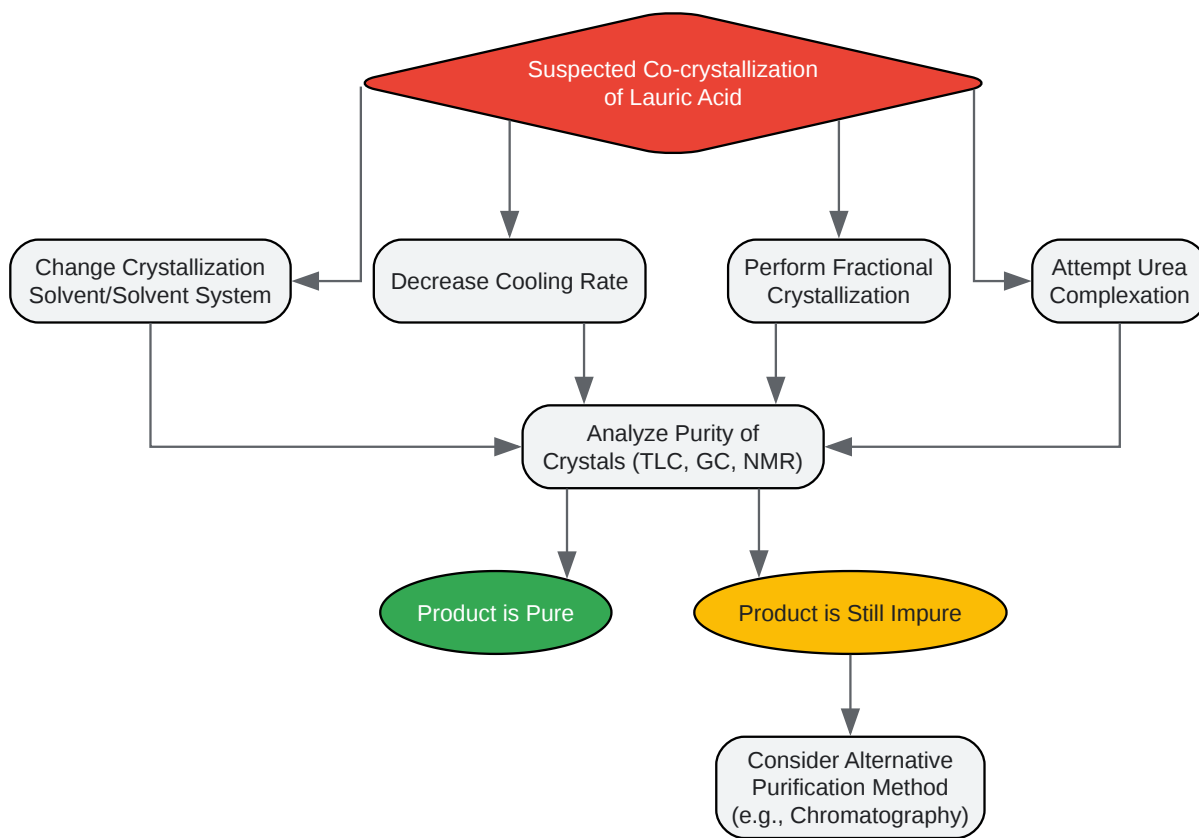 Suspected Co-crystallization
of Lauric Acid
Change Crystallization
Solvent/Solvent System
Decrease Cooling Rate
Perform Fractional
Crystallization
Attempt Urea
Complexation
Analyze Purity of
Crystals (TLC, GC, NMR)
Product is Pure
Product is Still Impure
Consider Alternative
Purification Method
(e.g., Chromatography)